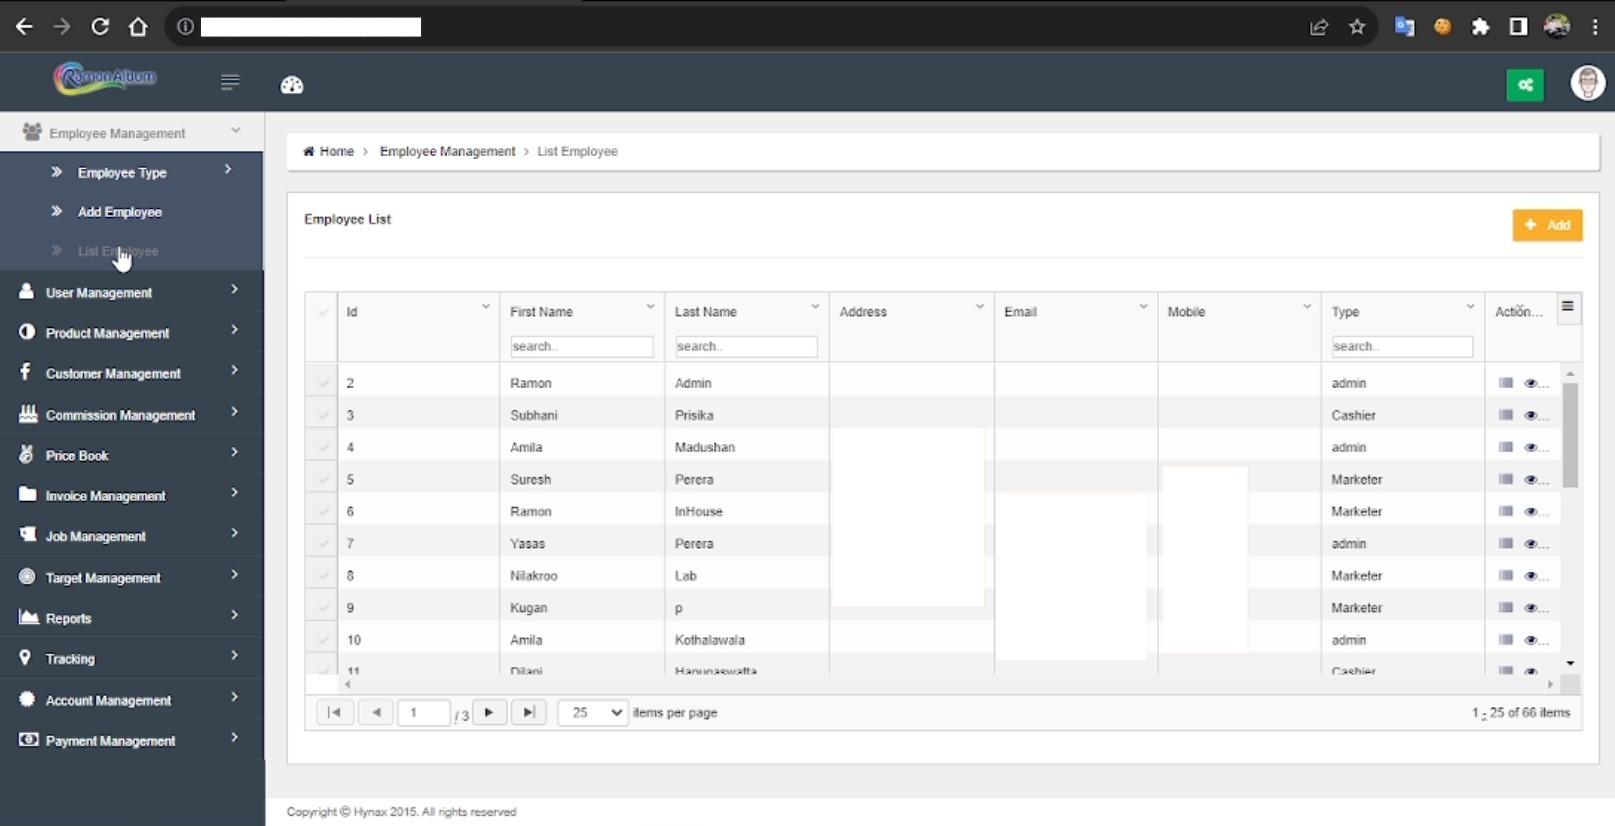 Ramon Album
Employee Management
Employee Type
Add Employee
List Employee
User Management
Product Management
Customer Management
Commission Management
Price Book
Invoice Management
Job Management
Target Management
Reports
Tracking
Account Management
Payment Management
Home > Employee Management > List Employee
Employee List
+ Add
Id First Name Last Name Address Email Mobile Type Action...
search.. search.. search..
2 Ramon Admin admin
3 Subhani Prisika Cashier
4 Amila Madushan admin
5 Suresh Perera Marketer
6 Ramon InHouse Marketer
7 Yasas Perera admin
8 Nilakroo Lab Marketer
9 Kugan p Marketer
10 Amila Kothalawala admin
11 Dilani Hapugaswatta Cashier
1 / 3 25 items per page 1 - 25 of 66 items
Copyright © Hynax 2015. All rights reserved